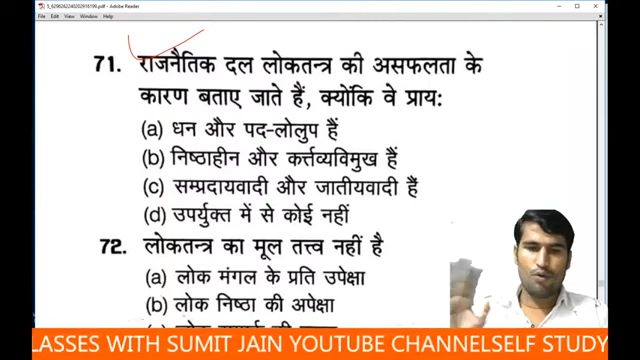 5_6296262240202916199.pdf - Adobe Reader
File Edit View Window Help
71. राजनैतिक दल लोकतन्त्र की असफलता के
कारण बताए जाते हैं, क्योंकि वे प्राय:
(a) धन और पद-लोलुप हैं
(b) निष्ठाहीन और कर्त्तव्यविमुख हैं
(c) सम्प्रदायवादी और जातीयवादी हैं
(d) उपर्युक्त में से कोई नहीं
72. लोकतन्त्र का मूल तत्त्व नहीं है
(a) लोक मंगल के प्रति उपेक्षा
(b) लोक निष्ठा की अपेक्षा
LASSES WITH SUMIT JAIN YOUTUBE CHANNELSELF STUDY